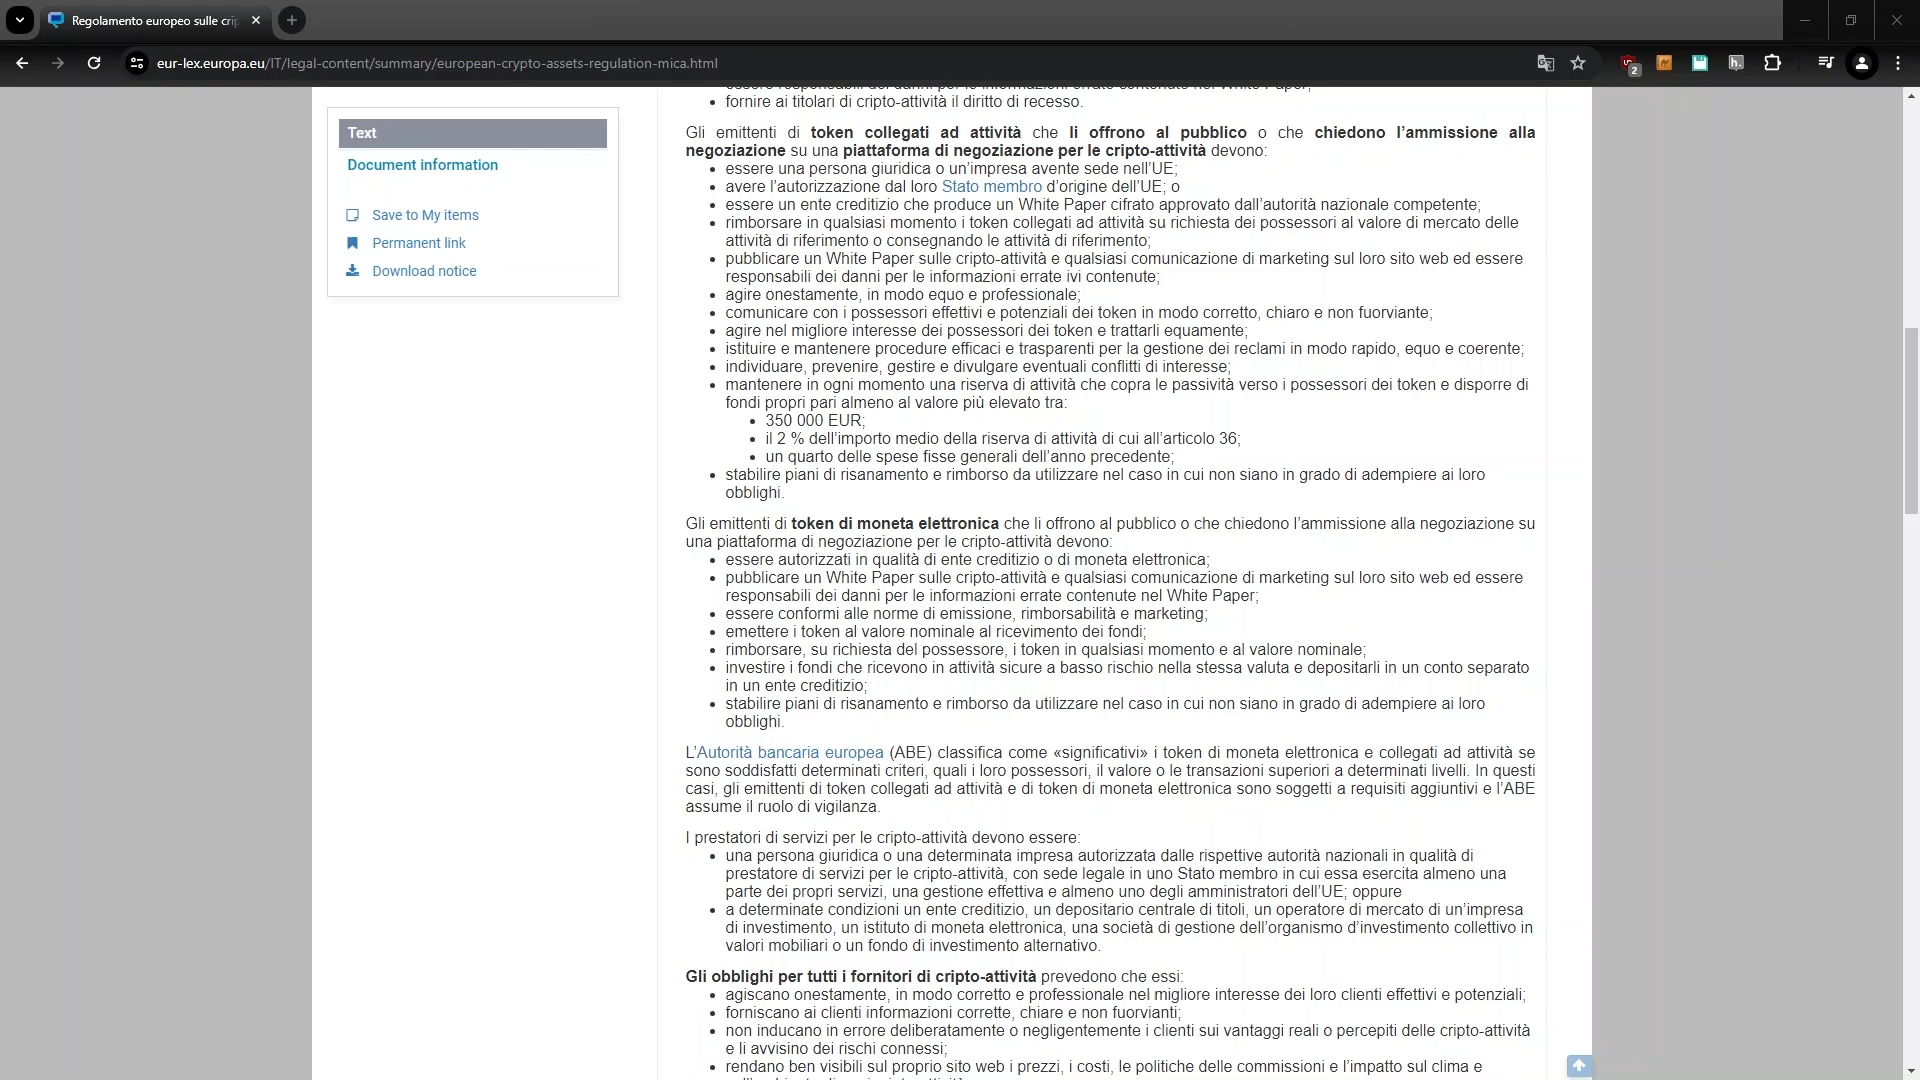 Regolamento europeo sulle crip
eur-lex.europa.eu/IT/legal-content/summary/european-crypto-assets-regulation-mica.html
2
h.
Text
Document information
Save to My items
Permanent link
Download notice
essere responsabili dei danni per le informazioni errate contenute nel White Paper;
fornire ai titolari di cripto-attività il diritto di recesso.
Gli emittenti di token collegati ad attività che li offrono al pubblico o che chiedono l’ammissione alla
negoziazione su una piattaforma di negoziazione per le cripto-attività devono:
essere una persona giuridica o un’impresa avente sede nell’UE;
avere l’autorizzazione dal loro Stato membro d’origine dell’UE; o
essere un ente creditizio che produce un White Paper cifrato approvato dall’autorità nazionale competente;
rimborsare in qualsiasi momento i token collegati ad attività su richiesta dei possessori al valore di mercato delle
attività di riferimento o consegnando le attività di riferimento;
pubblicare un White Paper sulle cripto-attività e qualsiasi comunicazione di marketing sul loro sito web ed essere
responsabili dei danni per le informazioni errate ivi contenute;
agire onestamente, in modo equo e professionale;
comunicare con i possessori effettivi e potenziali dei token in modo corretto, chiaro e non fuorviante;
agire nel migliore interesse dei possessori dei token e trattarli equamente;
istituire e mantenere procedure efficaci e trasparenti per la gestione dei reclami in modo rapido, equo e coerente;
individuare, prevenire, gestire e divulgare eventuali conflitti di interesse;
mantenere in ogni momento una riserva di attività che copra le passività verso i possessori dei token e disporre di
fondi propri pari almeno al valore più elevato tra:
350 000 EUR;
il 2 % dell’importo medio della riserva di attività di cui all’articolo 36;
un quarto delle spese fisse generali dell’anno precedente;
stabilire piani di risanamento e rimborso da utilizzare nel caso in cui non siano in grado di adempiere ai loro
obblighi.
Gli emittenti di token di moneta elettronica che li offrono al pubblico o che chiedono l’ammissione alla negoziazione su
una piattaforma di negoziazione per le cripto-attività devono:
essere autorizzati in qualità di ente creditizio o di moneta elettronica;
pubblicare un White Paper sulle cripto-attività e qualsiasi comunicazione di marketing sul loro sito web ed essere
responsabili dei danni per le informazioni errate contenute nel White Paper;
essere conformi alle norme di emissione, rimborsabilità e marketing;
emettere i token al valore nominale al ricevimento dei fondi;
rimborsare, su richiesta del possessore, i token in qualsiasi momento e al valore nominale;
investire i fondi che ricevono in attività sicure a basso rischio nella stessa valuta e depositarli in un conto separato
in un ente creditizio;
stabilire piani di risanamento e rimborso da utilizzare nel caso in cui non siano in grado di adempiere ai loro
obblighi.
L’Autorità bancaria europea (ABE) classifica come «significativi» i token di moneta elettronica e collegati ad attività se
sono soddisfatti determinati criteri, quali i loro possessori, il valore o le transazioni superiori a determinati livelli. In questi
casi, gli emittenti di token collegati ad attività e di token di moneta elettronica sono soggetti a requisiti aggiuntivi e l’ABE
assume il ruolo di vigilanza.
I prestatori di servizi per le cripto-attività devono essere:
una persona giuridica o una determinata impresa autorizzata dalle rispettive autorità nazionali in qualità di
prestatore di servizi per le cripto-attività, con sede legale in uno Stato membro in cui essa esercita almeno una
parte dei propri servizi, una gestione effettiva e almeno uno degli amministratori dell’UE; oppure
a determinate condizioni un ente creditizio, un depositario centrale di titoli, un operatore di mercato di un’impresa
di investimento, un istituto di moneta elettronica, una società di gestione dell’organismo d’investimento collettivo in
valori mobiliari o un fondo di investimento alternativo.
Gli obblighi per tutti i fornitori di cripto-attività prevedono che essi:
agiscano onestamente, in modo corretto e professionale nel migliore interesse dei loro clienti effettivi e potenziali;
forniscano ai clienti informazioni corrette, chiare e non fuorvianti;
non inducano in errore deliberatamente o negligentemente i clienti sui vantaggi reali o percepiti delle cripto-attività
e li avvisino dei rischi connessi;
rendano ben visibili sul proprio sito web i prezzi, i costi, le politiche delle commissioni e l’impatto sul clima e